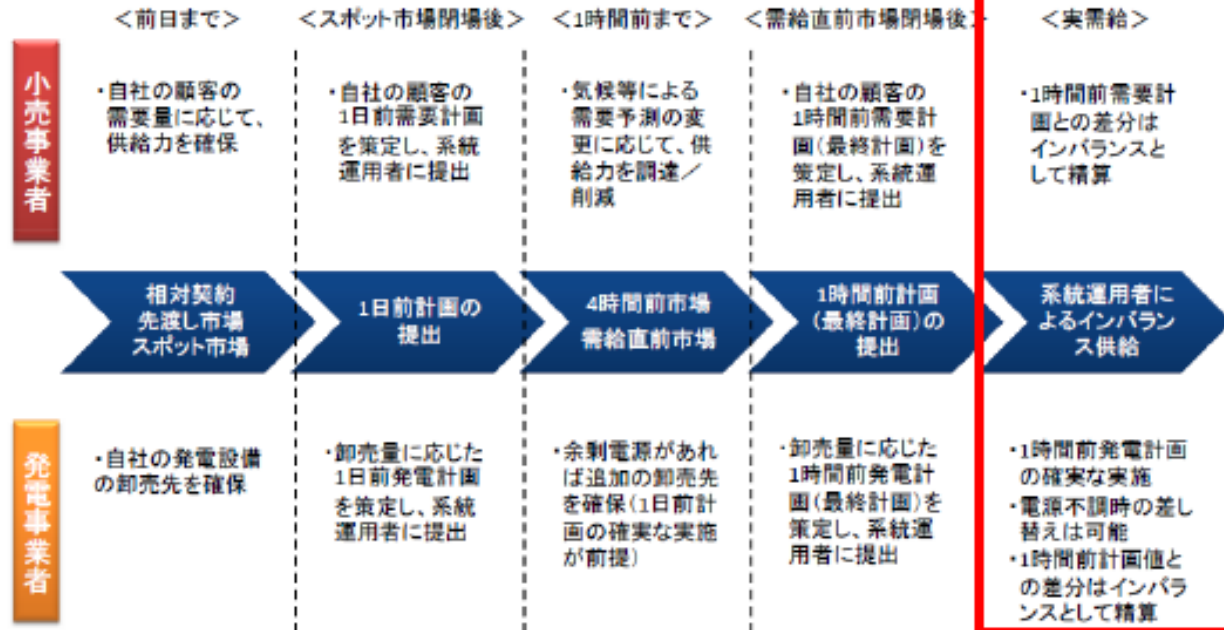 <前日まで>
<スポット市場閉場後>
<1時間前まで>
<需給直前市場閉場後>
<実需給>
小売事業者
・自社の顧客の
需要量に応じて、
供給力を確保
・自社の顧客の
1日前需要計画
を策定し、系統
運用者に提出
・気候等による
需要予測の変
更に応じて、供
給力を調達／
削減
・自社の顧客の
1時間前需要計
画(最終計画)を
策定し、系統運
用者に提出
・1時間前需要計
画との差分は
インバランスと
して精算
相対契約
先渡し市場
スポット市場
1日前計画の
提出
4時間前市場
需給直前市場
1時間前計画
(最終計画)の
提出
系統運用者に
よるインバラン
ス供給
発電事業者
・自社の発電設備
の卸売先を確保
・卸売量に応じた
1日前発電計画
を策定し、系統
運用者に提出
・余剰電源があれ
ば追加の卸売先
を確保(1日前計
画の確実な実施
が前提)
・卸売量に応じた
1時間前発電計
画(最終計画)を
策定し、系統運
用者に提出
・1時間前発電計画
の確実な実施
・電源不調時の差し
替えは可能
・1時間前計画値と
の差分はインバラ
ンスとして精算